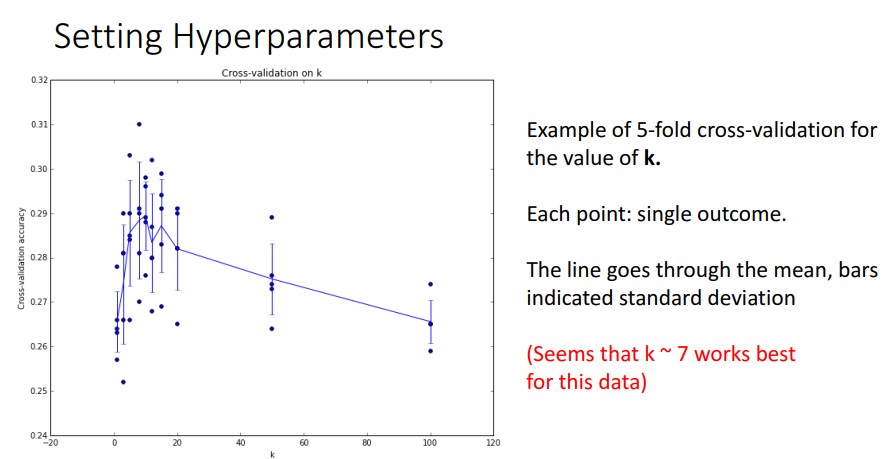 Setting Hyperparameters
Cross-validation on k
0.32
0.31
0.30
0.29
0.28
0.27
0.26
0.25
0.24
Cross-validation accuracy
−20
0
20
40
60
80
100
120
k
Example of 5-fold cross-validation for
the value of k.
Each point: single outcome.
The line goes through the mean, bars
indicated standard deviation
(Seems that k ~ 7 works best
for this data)